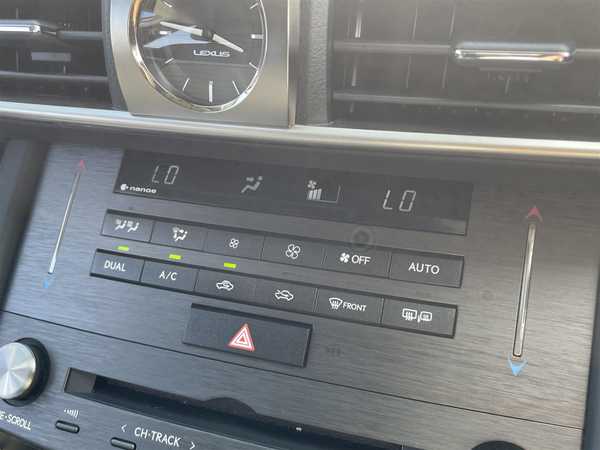 LEXUS
LO LO
nanoe
OFF AUTO
DUAL A/C FRONT
-SCROLL
CH·TRACK